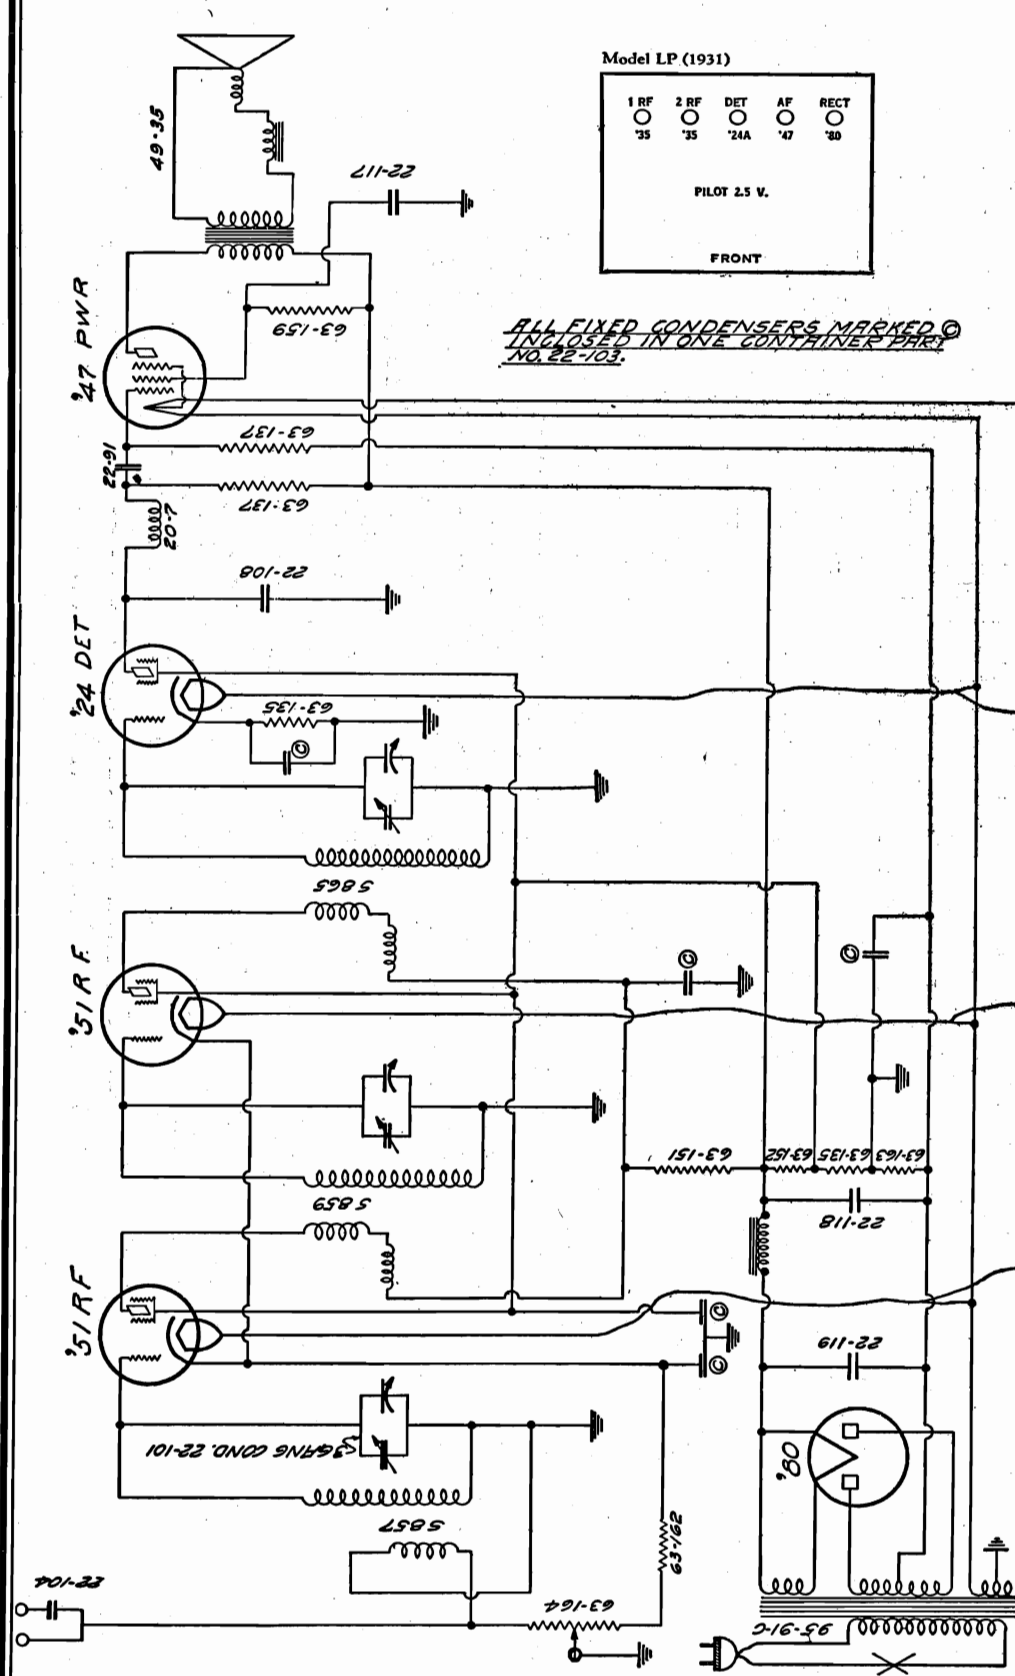 Model LP (1931)
1 RF 2 RF DET AF RECT
'35 '35 '24A '47 '80
PILOT 2.5 V.
FRONT
ALL FIXED CONDENSERS MARKED ©
INCLOSED IN ONE CONTAINER PART
NO. 22-103.
49-35
22-117
'47 PWR
63-159
22-91
63-137
63-137
20-7
22-108
'24 DET
63-135
C
S 865
'51 R F.
C
C
63-151
63-152
63-135
63-163
S 859
22-118
'51 RF
C
C
22-119
3 GANG COND. 22-101
'80
S 857
63-162
22-104
63-164
95-91-C